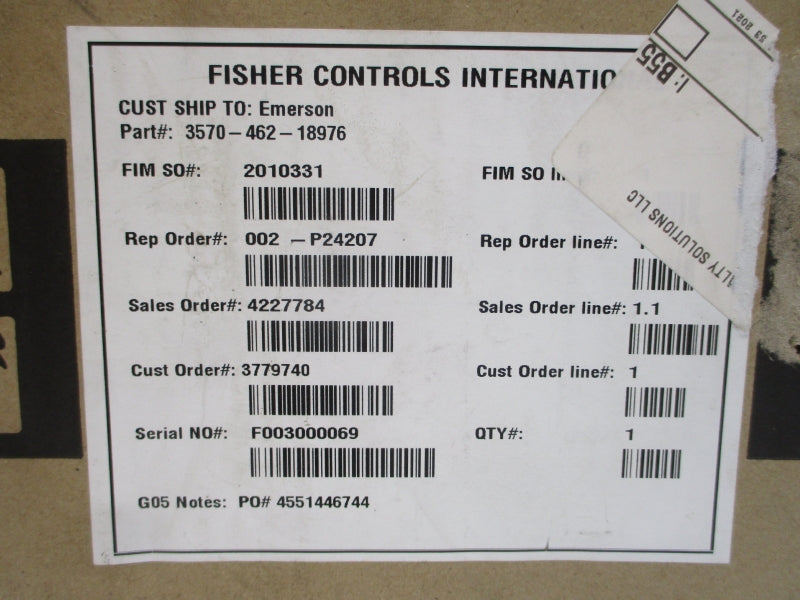 FISHER CONTROLS
CUST SHIP TO: Emerson
Part#: 3570-462-18976
FIM SO#: 2010331 FIM SO
Rep Order#: 002 -P24207 Rep Order line#:
Sales Order#: 4227784 Sales Order line#: 1.1
Cust Order#: 3779740 Cust Order line#: 1
Serial NO#: F003000069 QTY#: 1
G05 Notes: PO# 4551446744
B55
2021
SOLUTIONS LLC